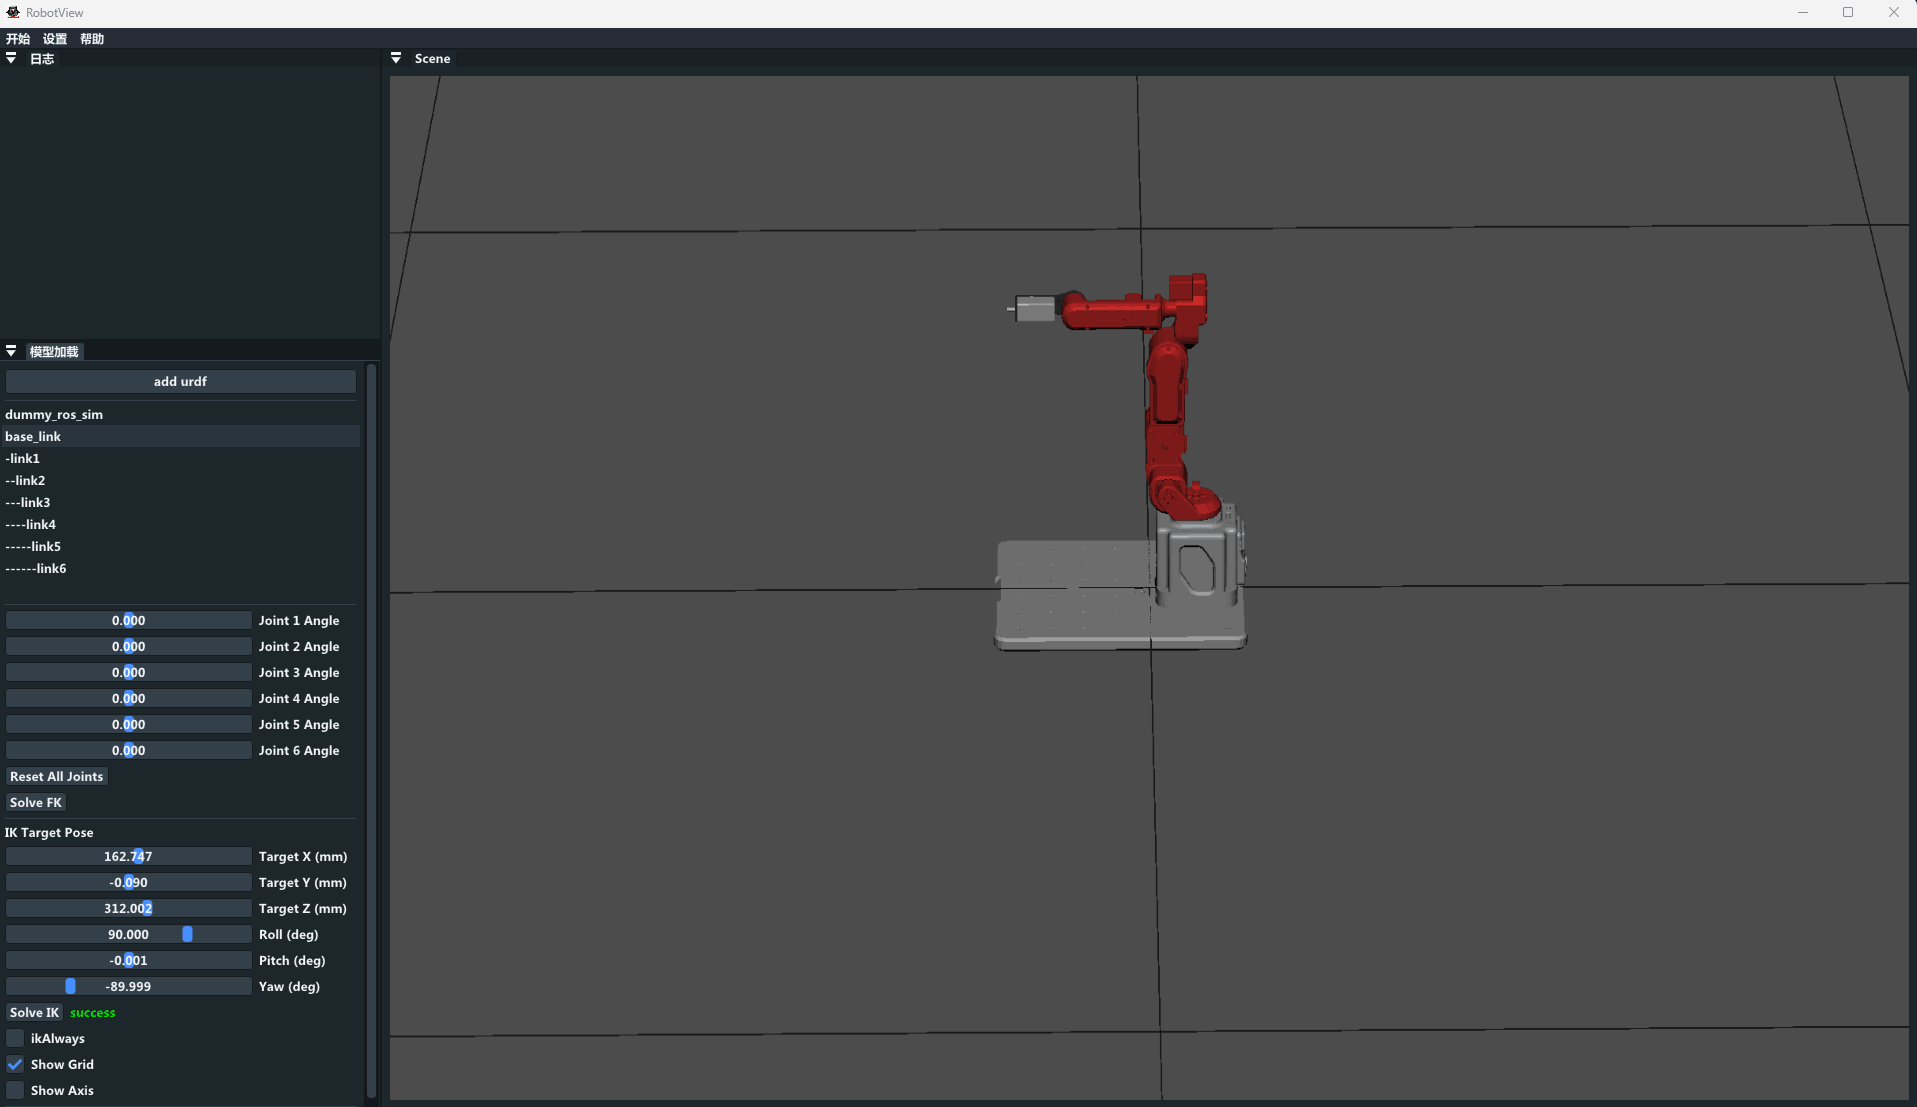 RobotView
开始 设置 帮助
日志
Scene
模型加载
add urdf
dummy_ros_sim
base_link
-link1
--link2
---link3
----link4
-----link5
------link6
0.000 Joint 1 Angle
0.000 Joint 2 Angle
0.000 Joint 3 Angle
0.000 Joint 4 Angle
0.000 Joint 5 Angle
0.000 Joint 6 Angle
Reset All Joints
Solve FK
IK Target Pose
162.747 Target X (mm)
-0.090 Target Y (mm)
312.002 Target Z (mm)
90.000 Roll (deg)
-0.001 Pitch (deg)
-89.999 Yaw (deg)
Solve IK success
ikAlways
Show Grid
Show Axis